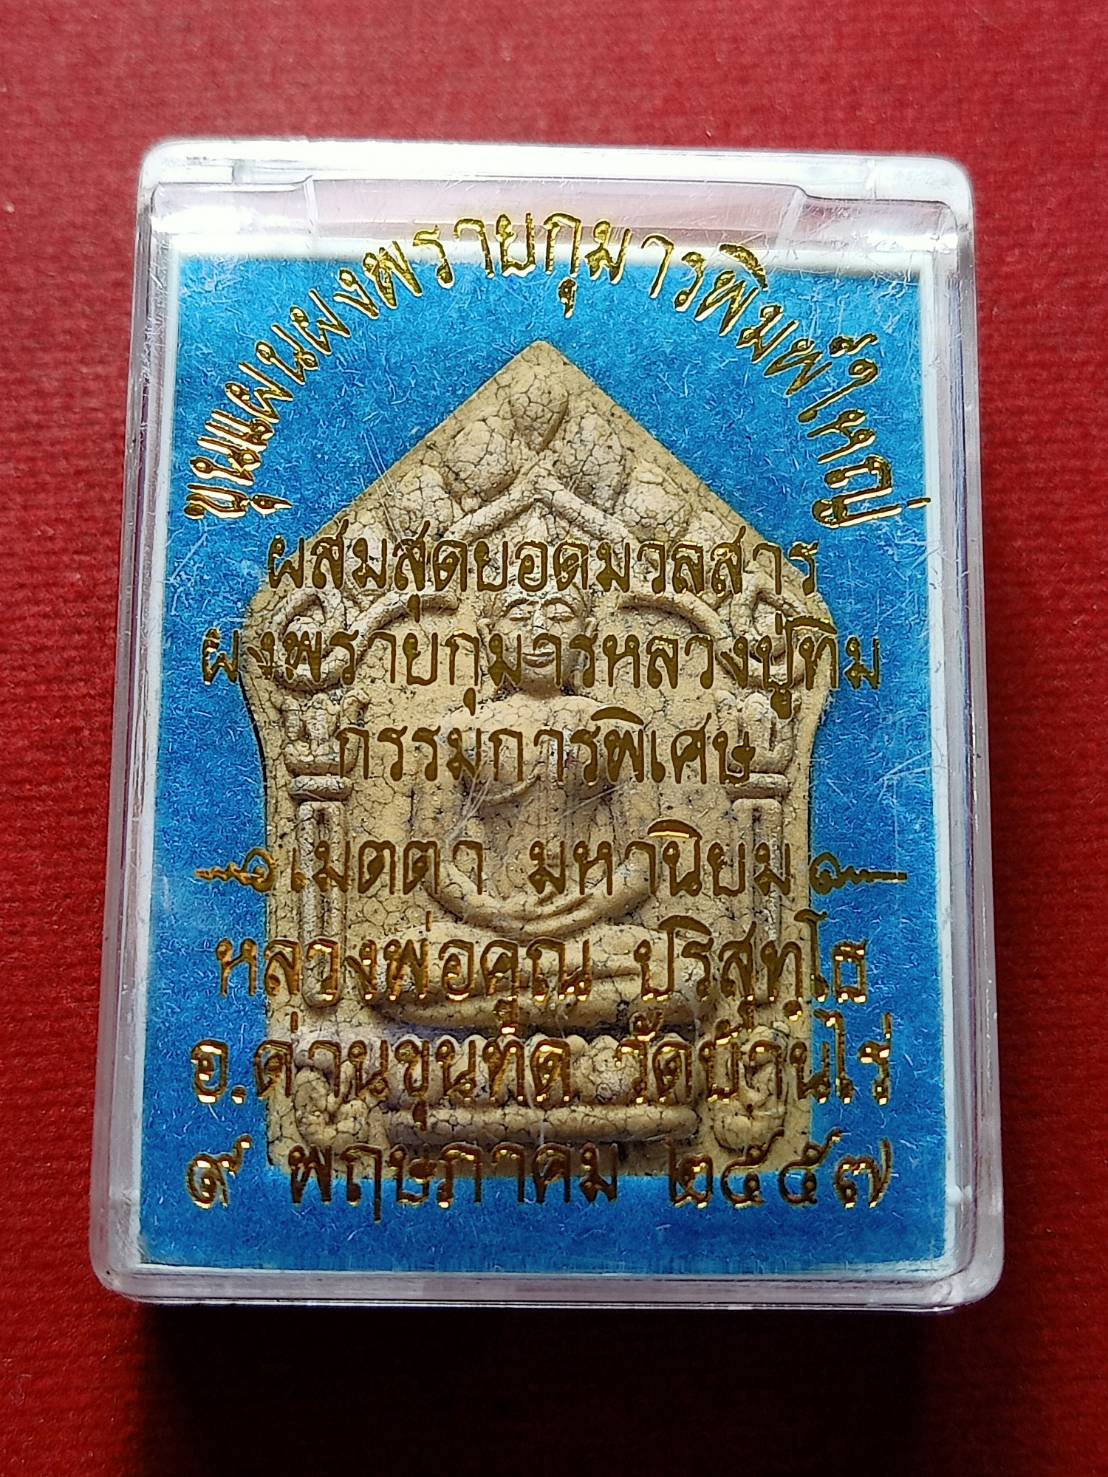 ขุนแผนผงพรายกุมารพิมพ์ใหญ่
ผสมสุดยอดมวลสาร
ผงพรายกุมารหลวงปู่ทิม
กรรมการพิเศษ
เมตตา มหานิยม
หลวงพ่อคูณ ปริสุทฺโธ
อ.ด่านขุนทด วัดบ้านไร่
๙ พฤษภาคม ๒๕๕๗